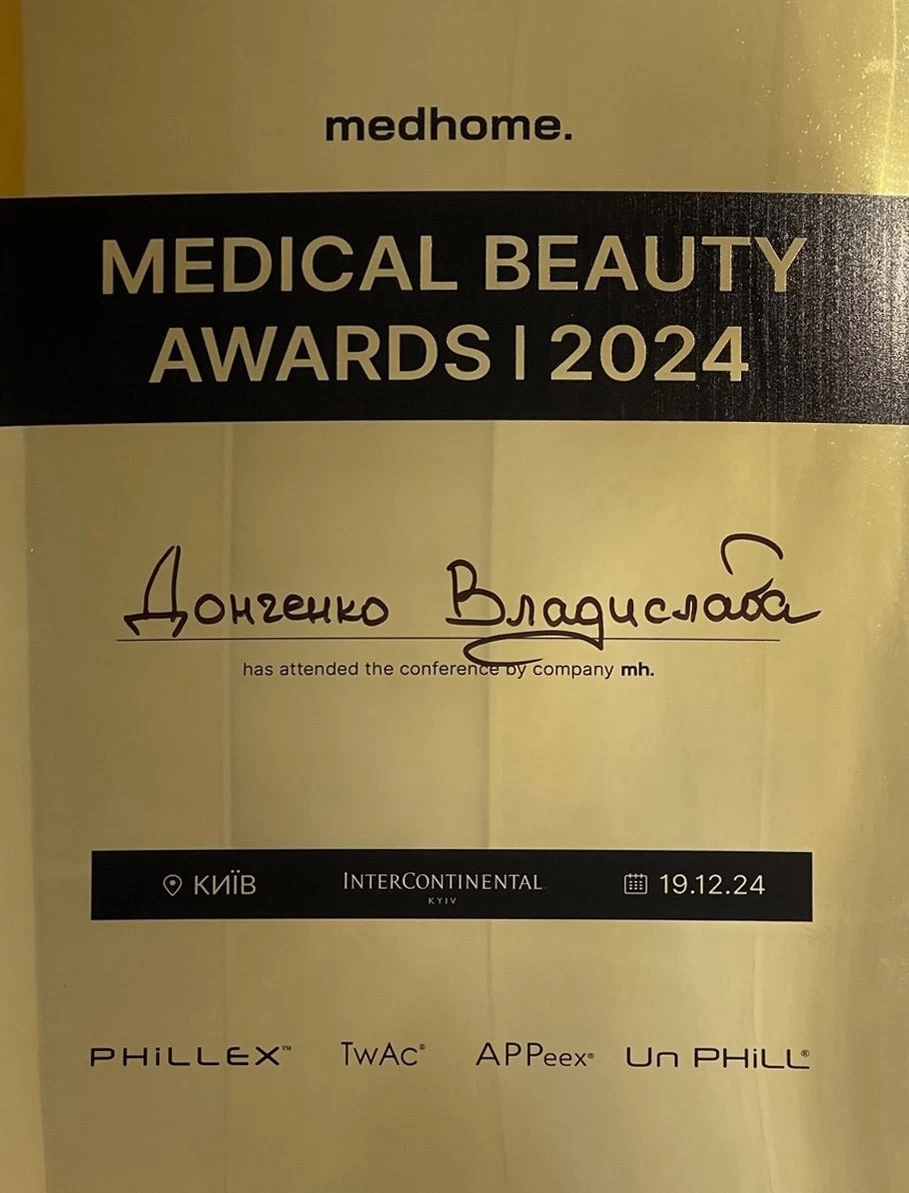 medhome.
MEDICAL BEAUTY
AWARDS | 2024
Донченко Владислава
has attended the conference by company mh.
КИЇВ
INTERCONTINENTAL
KYIV
19.12.24
PHiLLEX™ TwAc® APPeex® Un PHiLL®